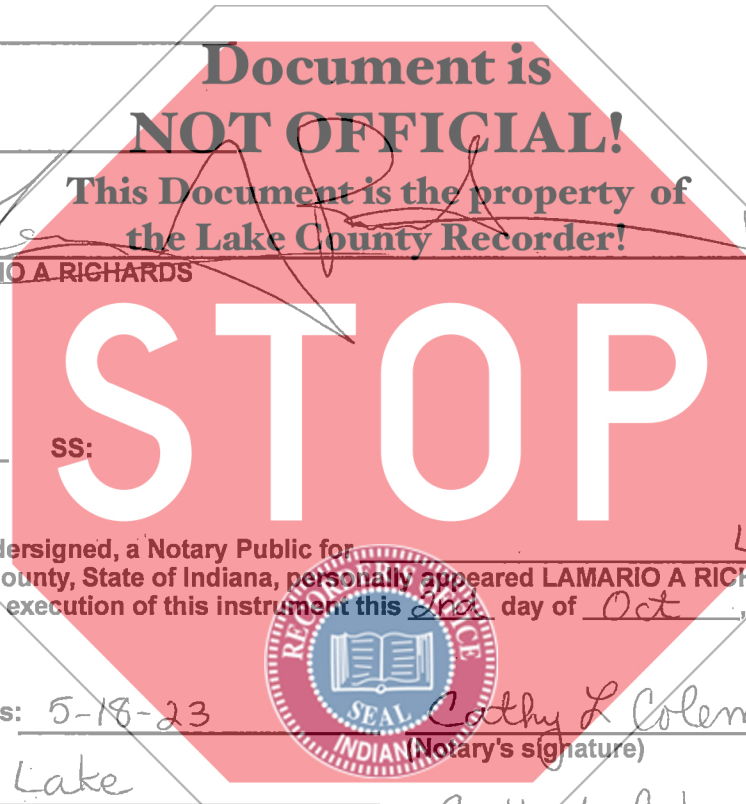 Document is
NOT OFFICIAL!
This Document is the property of
the Lake County Recorder!
IO A RICHARDS
STOP
SS:
dersigned, a Notary Public for L
ounty, State of Indiana, personally appeared LAMARIO A RICH
execution of this instrument this 2nd day of Oct ,
RECORDER'S OFFICE
SEAL
INDIANA
s: 5-18-23 Cathy L Colem
(Notary's signature)
Lake